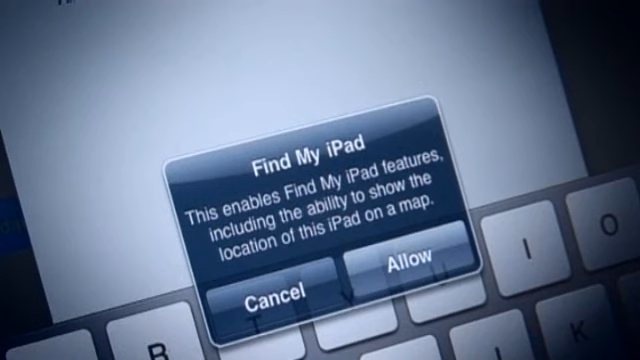 Find My iPad
This enables Find My iPad features,
including the ability to show the
location of this iPad on a map.
Cancel
Allow
U
I
O
R
K